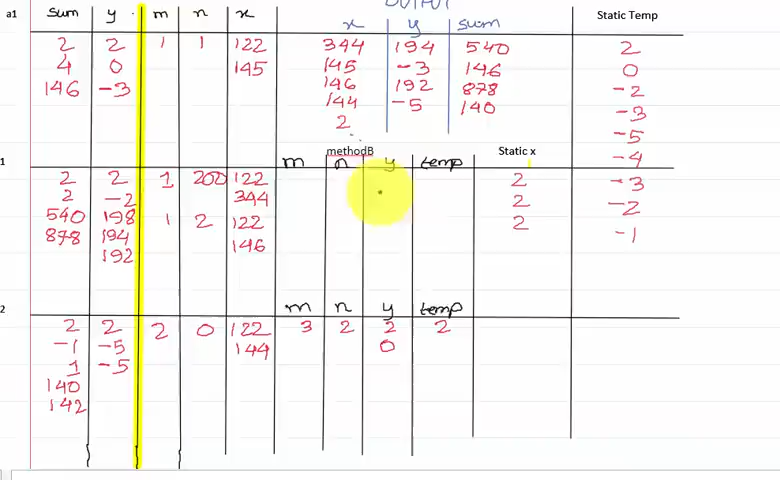 OUTPUT
a1 sum y m n x x y sum Static Temp
2 2 1 1 122 344 194 540 2
4 0 145 145 -3 146 0
146 -3 146 192 878 -2
144 -5 140 -3
2 -5
methodB Static x -4
1 m n y temp
2 2 1 200 122 2 -3
2 -2 344 2 -2
540 198 1 2 122 2 -1
878 194 146
192
2 m n y temp
2 2 2 0 122 3 2 2 2
-1 -5 144 0
1 -5
140
142